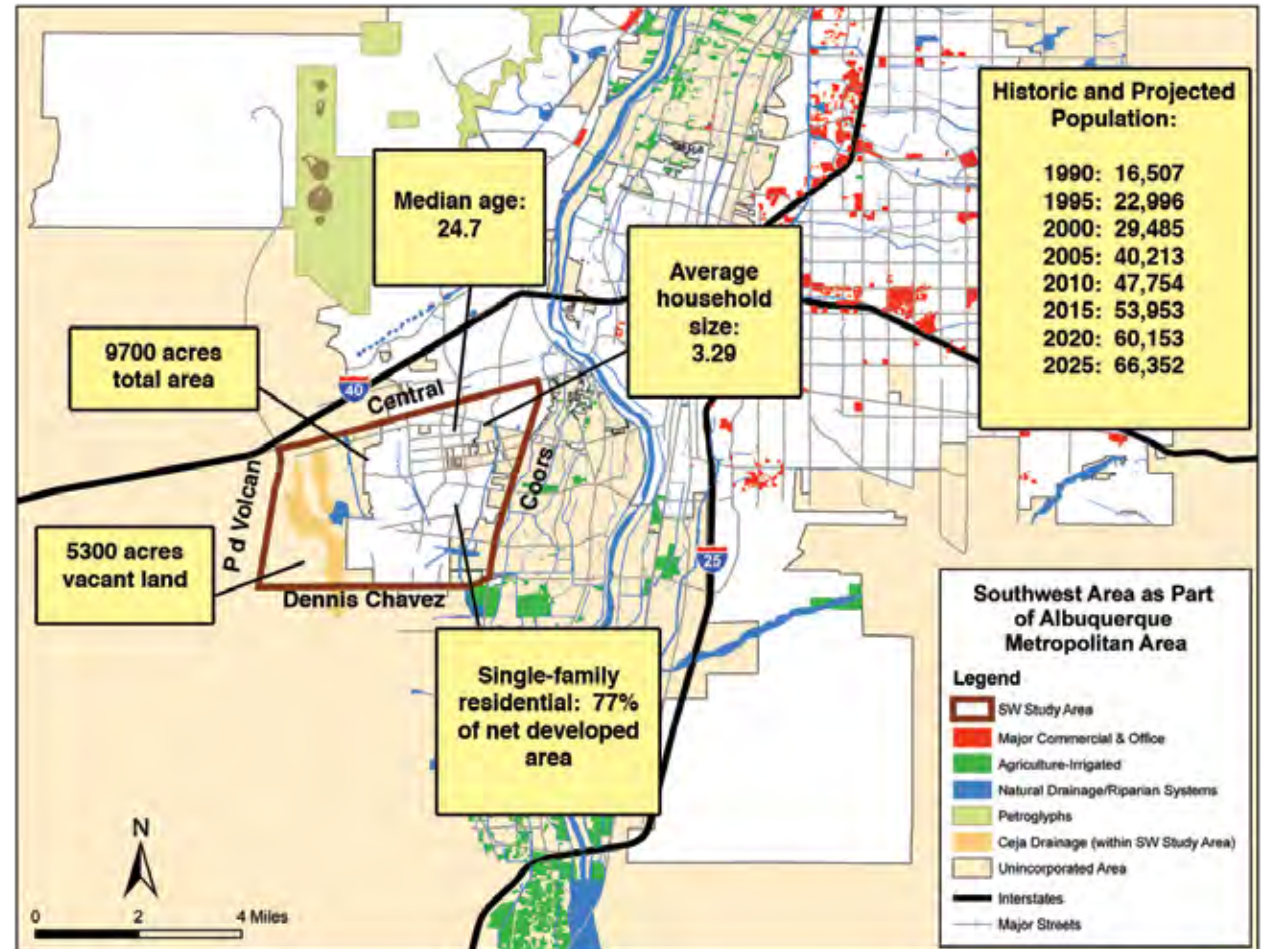 Historic and Projected
Population:
1990: 16,507
1995: 22,996
2000: 29,485
2005: 40,213
2010: 47,754
2015: 53,953
2020: 60,153
2025: 66,352
Median age:
24.7
Average
household
size:
3.29
9700 acres
total area
40
Central
Coors
P d Volcan
5300 acres
vacant land
Dennis Chavez
25
Single-family
residential: 77%
of net developed
area
Southwest Area as Part
of Albuquerque
Metropolitan Area
Legend
SW Study Area
Major Commercial & Office
Agriculture-Irrigated
Natural Drainage/Riparian Systems
Petroglyphs
Ceja Drainage (within SW Study Area)
Unincorporated Area
Interstates
Major Streets
N
0 2 4 Miles